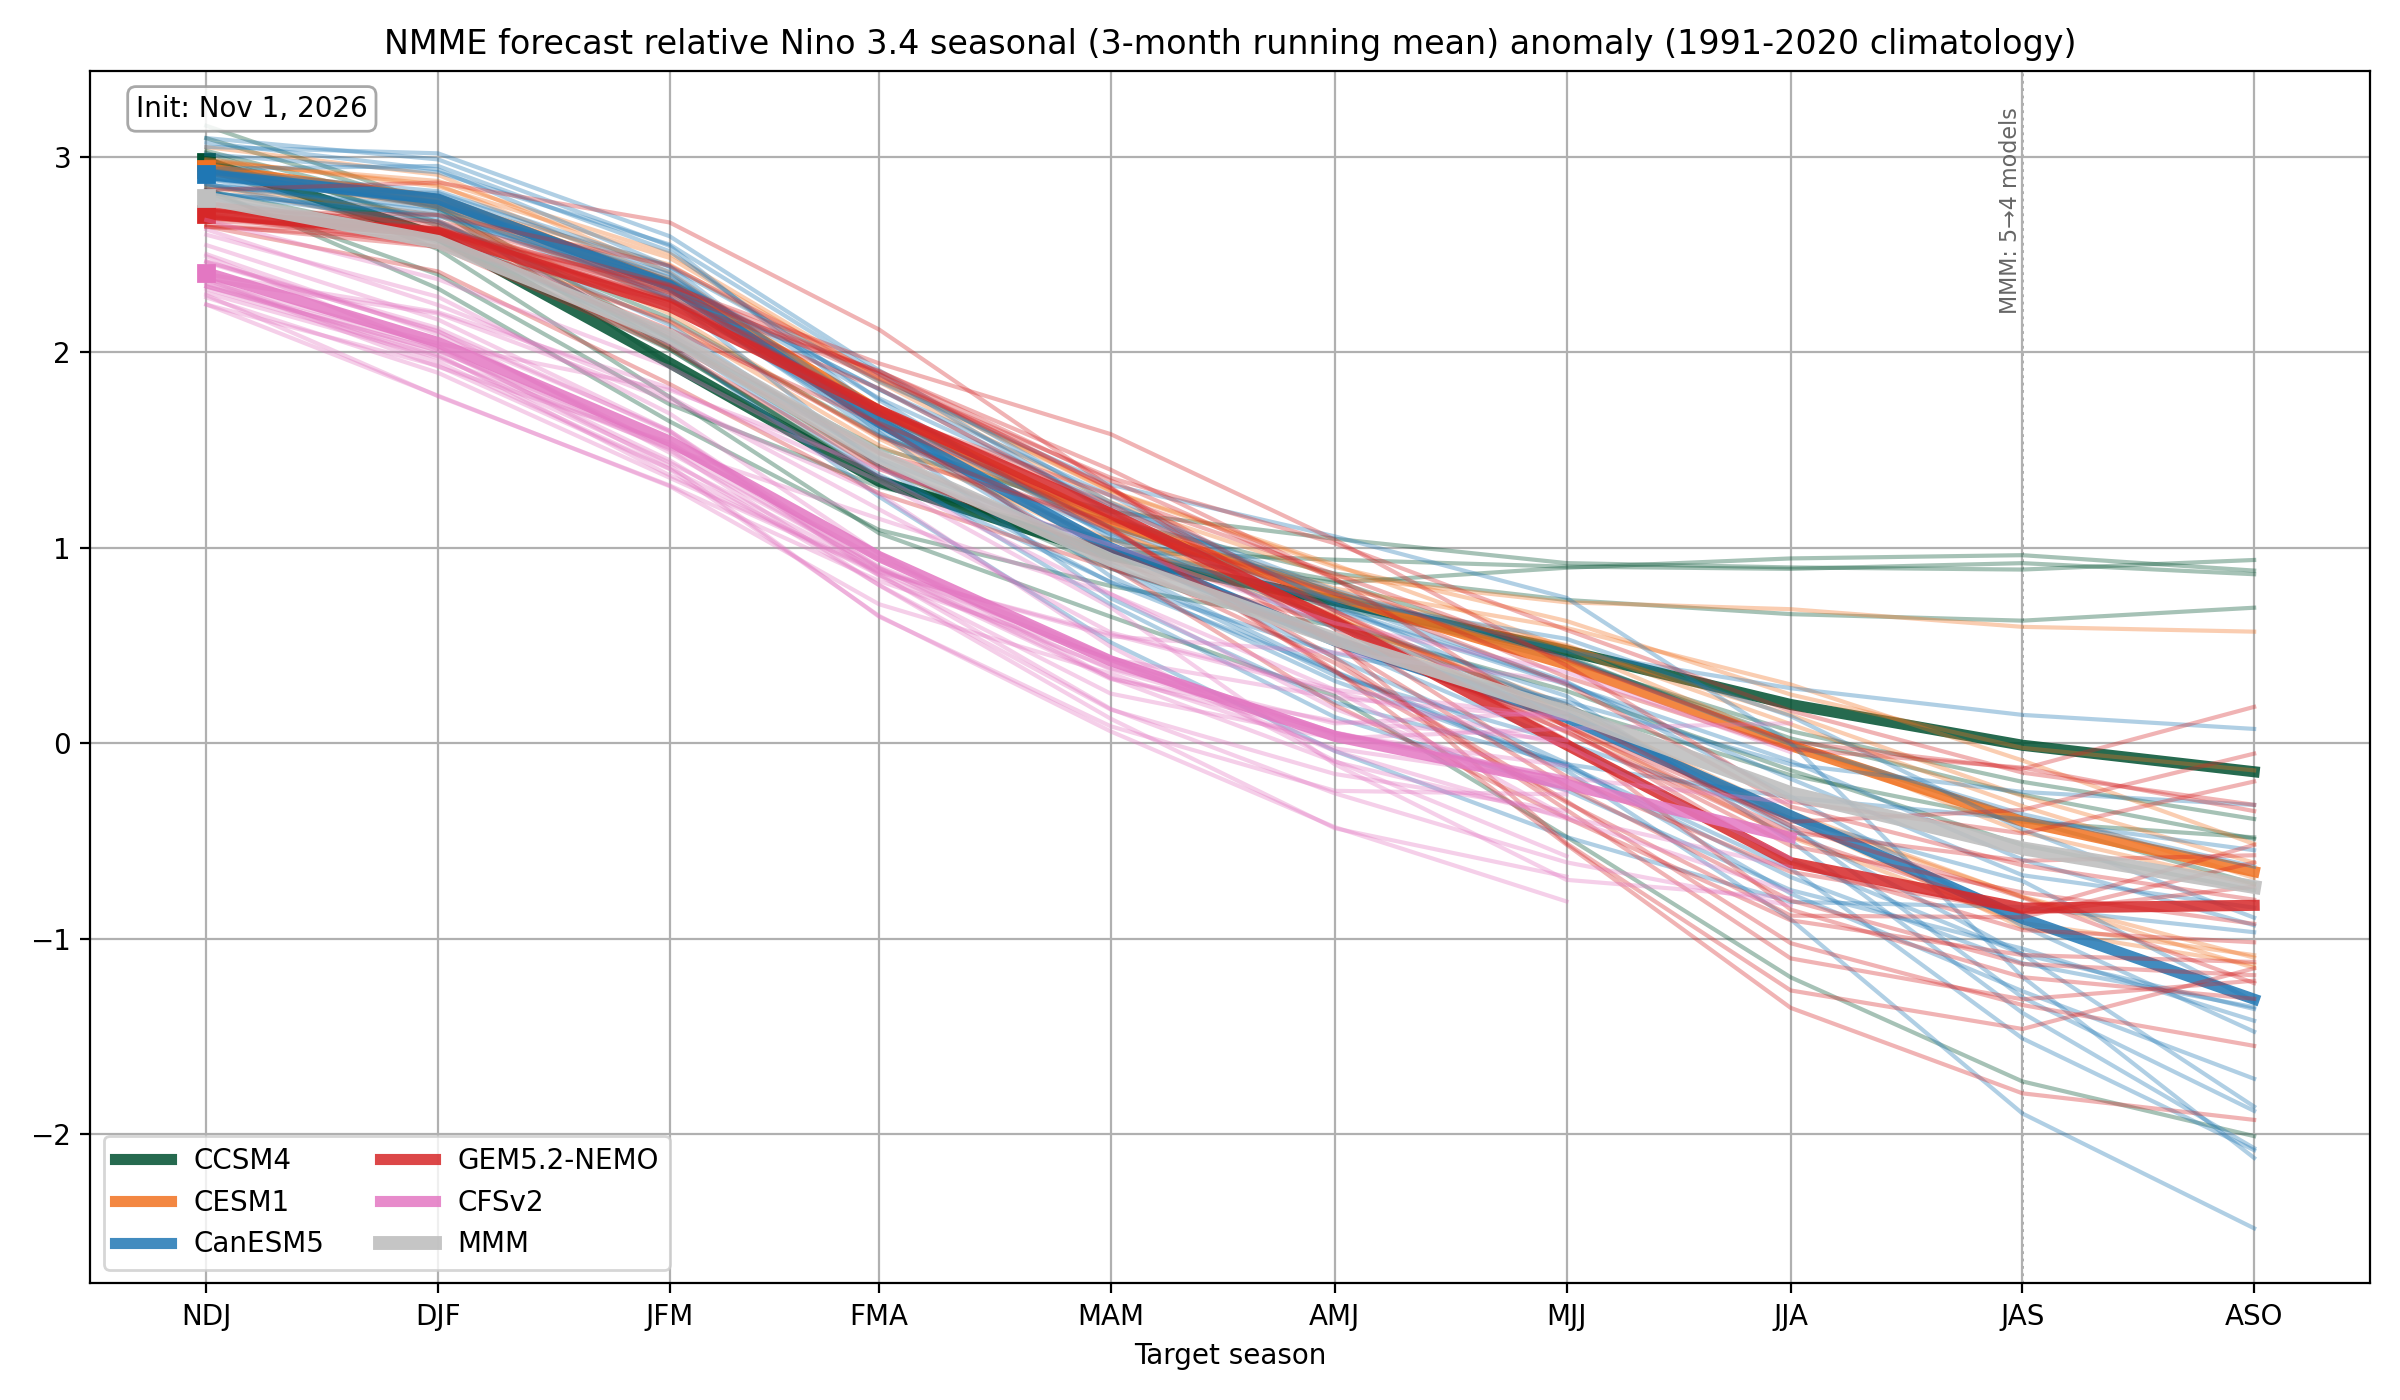 NMME forecast relative Nino 3.4 seasonal (3-month running mean) anomaly (1991-2020 climatology)
Init: Nov 1, 2026
MMM: 5→4 models
3
2
1
0
−1
−2
CCSM4
CESM1
CanESM5
GEM5.2-NEMO
CFSv2
MMM
NDJ DJF JFM FMA MAM AMJ MJJ JJA JAS ASO
Target season